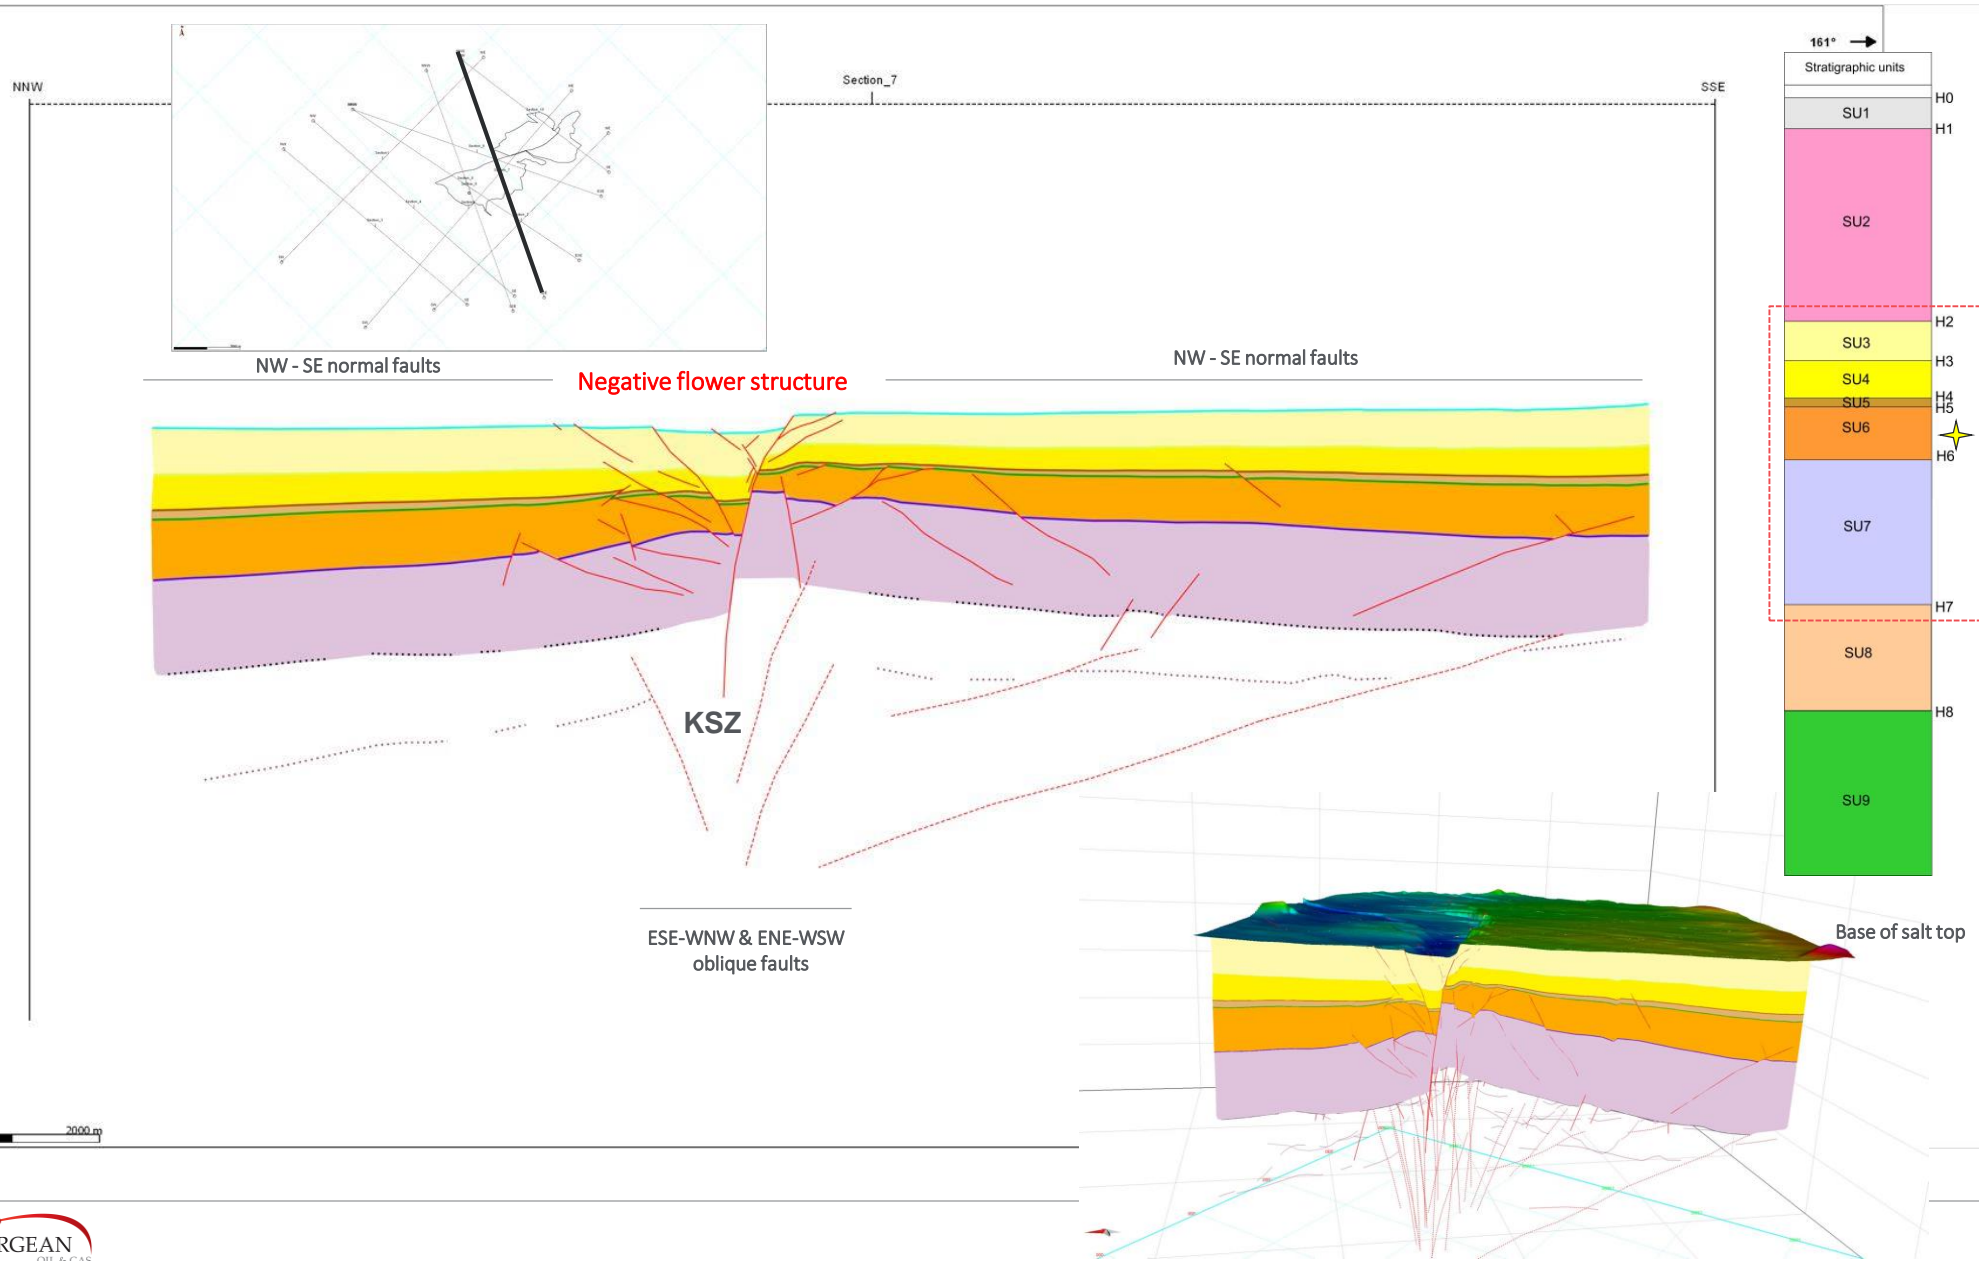 161°
Stratigraphic units
NNW
Section_7
SSE
H0
SU1
H1
SU2
H2
SU3
H3
SU4
H4
SU5
H5
SU6
H6
SU7
H7
SU8
H8
SU9
NW - SE normal faults
Negative flower structure
NW - SE normal faults
KSZ
ESE-WNW & ENE-WSW
oblique faults
Base of salt top
2000 m
RGEAN
OIL & GAS